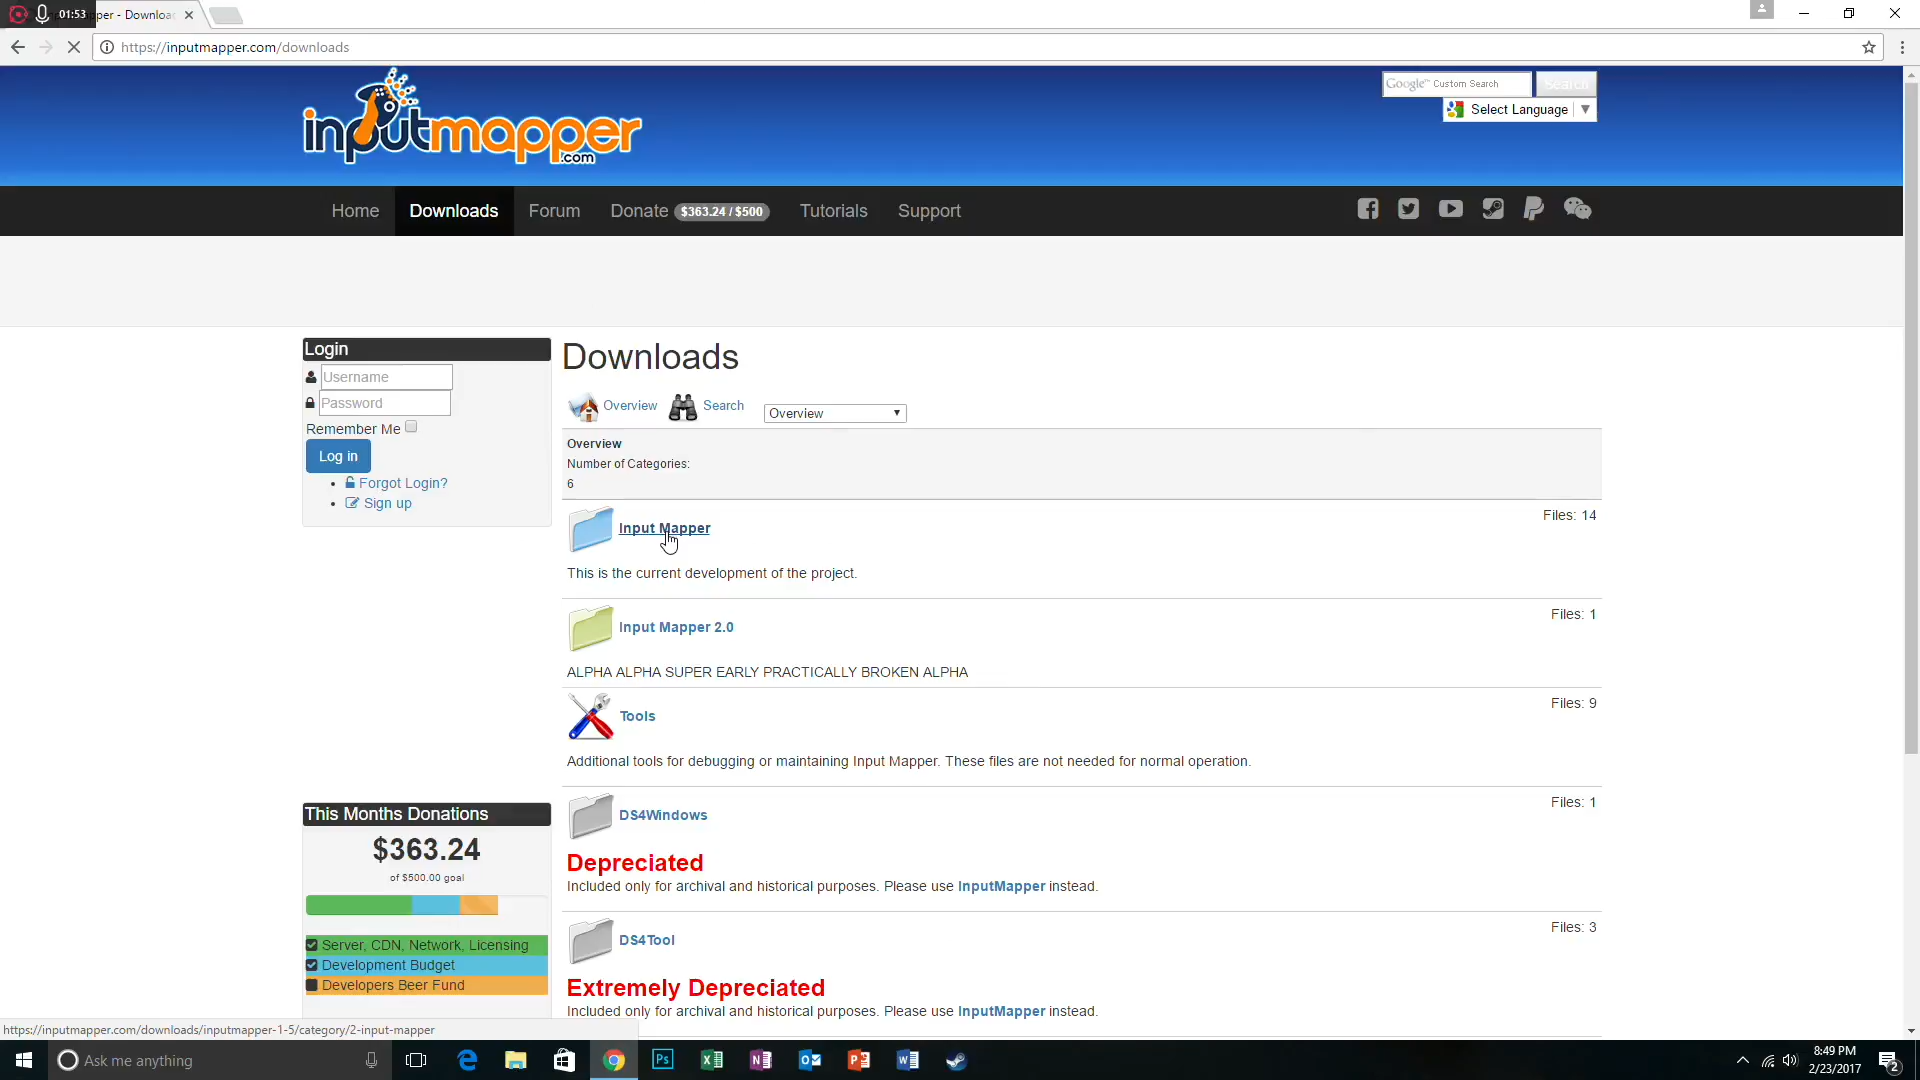 01:53
per - Downloa
https://inputmapper.com/downloads
inputmapper
.com
Google™ Custom Search
Search
Select Language ▼
Home
Downloads
Forum
Donate $363.24 / $500
Tutorials
Support
Login
Username
Password
Remember Me
Log in
Forgot Login?
Sign up
Downloads
Overview
Search
Overview
Overview
Number of Categories:
6
Input Mapper
Files: 14
This is the current development of the project.
Input Mapper 2.0
Files: 1
ALPHA ALPHA SUPER EARLY PRACTICALLY BROKEN ALPHA
Tools
Files: 9
Additional tools for debugging or maintaining Input Mapper. These files are not needed for normal operation.
DS4Windows
Files: 1
Depreciated
Included only for archival and historical purposes. Please use InputMapper instead.
DS4Tool
Files: 3
Extremely Depreciated
Included only for archival and historical purposes. Please use InputMapper instead.
This Months Donations
$363.24
of $500.00 goal
Server, CDN, Network, Licensing
Development Budget
Developers Beer Fund
https://inputmapper.com/downloads/inputmapper-1-5/category/2-input-mapper
Ask me anything
8:49 PM
2/23/2017
2